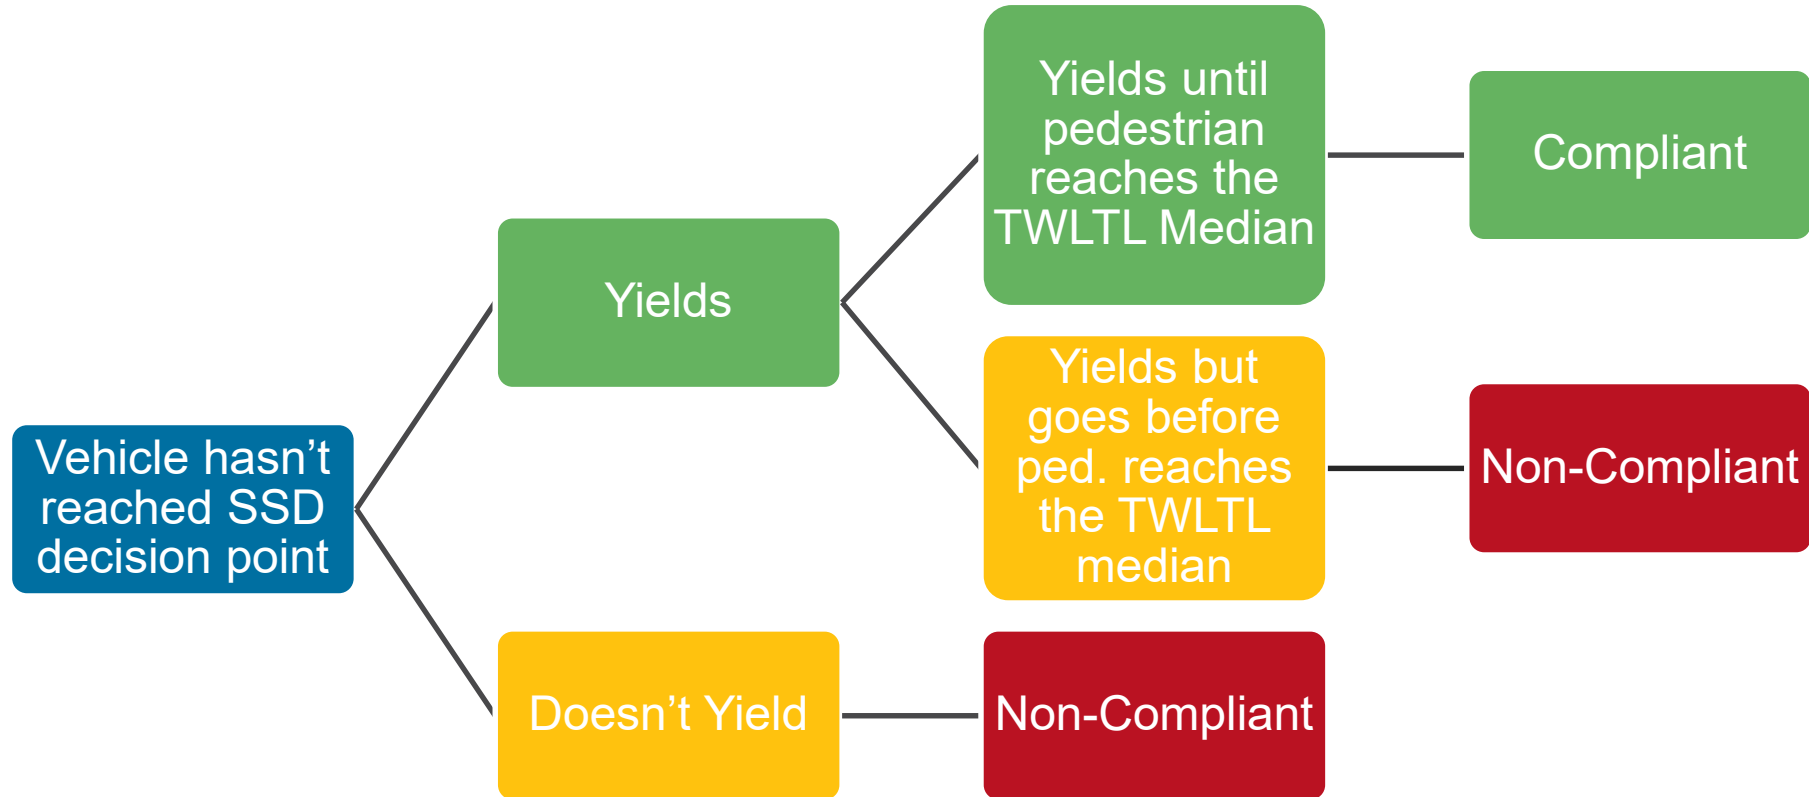 Vehicle hasn’t
reached SSD
decision point
Yields
Yields until
pedestrian
reaches the
TWLTL Median
Compliant
Yields but
goes before
ped. reaches
the TWLTL
median
Non-Compliant
Doesn’t Yield
Non-Compliant